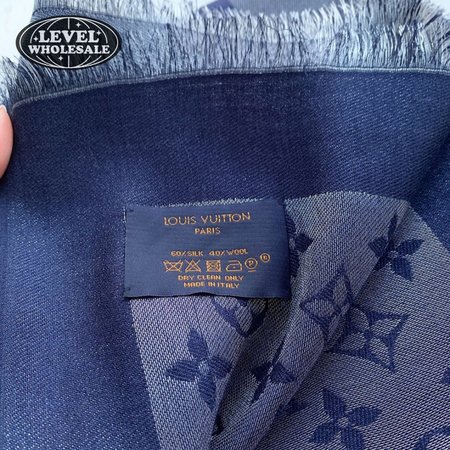 LEVEL
WHOLESALE
LOUIS VUITTON
PARIS
60%SILK 40%WOOL
DRY CLEAN ONLY
MADE IN ITALY